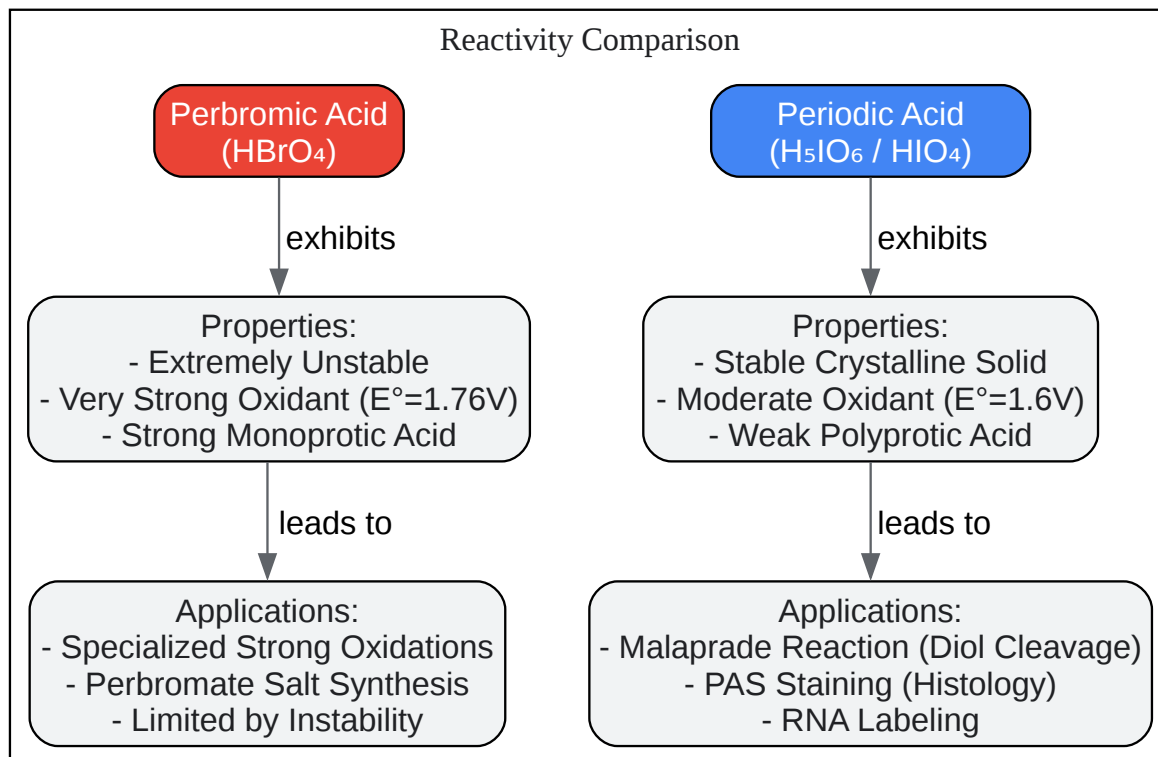 Reactivity Comparison
Perbromic Acid
(HBrO₄)
Periodic Acid
(H₅IO₆ / HIO₄)
exhibits
exhibits
Properties:
- Extremely Unstable
- Very Strong Oxidant (E°=1.76V)
- Strong Monoprotic Acid
Properties:
- Stable Crystalline Solid
- Moderate Oxidant (E°=1.6V)
- Weak Polyprotic Acid
leads to
leads to
Applications:
- Specialized Strong Oxidations
- Perbromate Salt Synthesis
- Limited by Instability
Applications:
- Malaprade Reaction (Diol Cleavage)
- PAS Staining (Histology)
- RNA Labeling